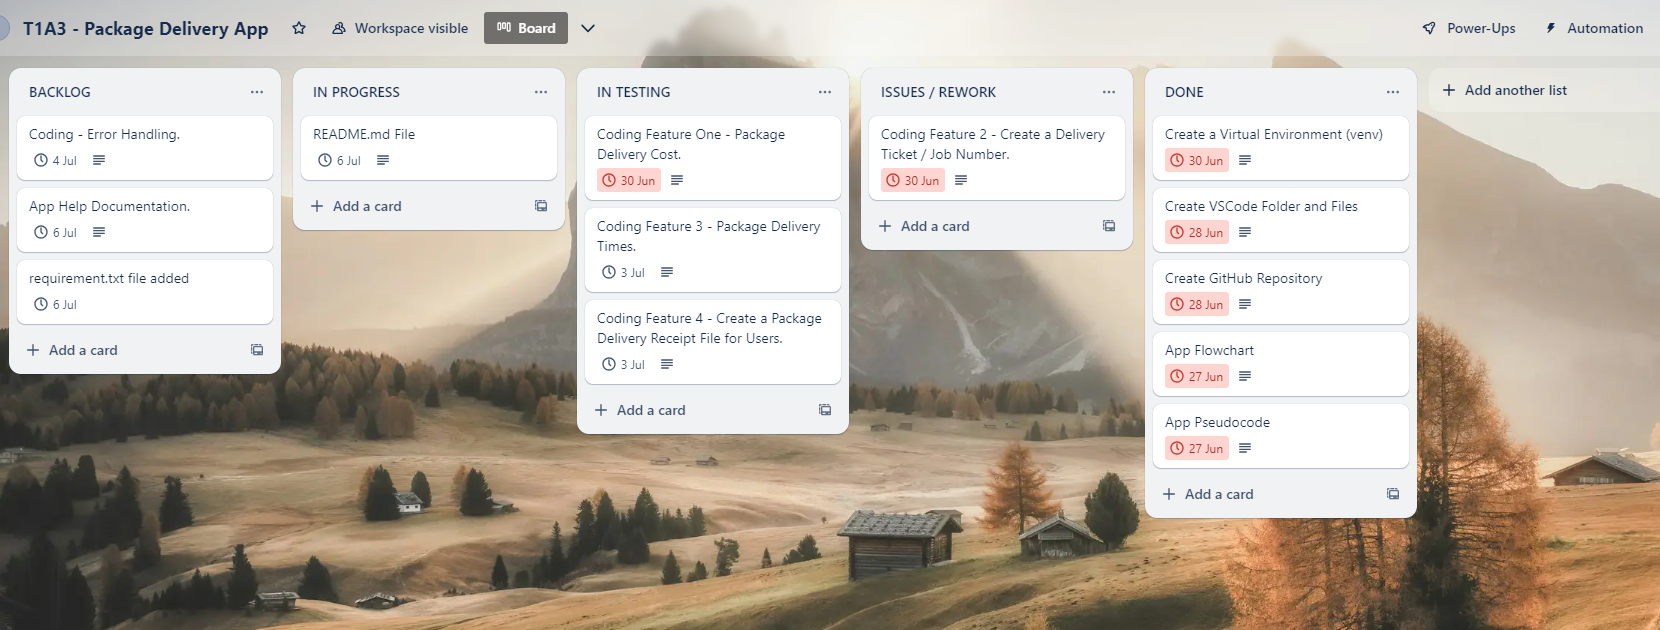 T1A3 - Package Delivery App
Workspace visible
Board
Power-Ups
Automation
BACKLOG
Coding - Error Handling.
4 Jul
App Help Documentation.
6 Jul
requirement.txt file added
6 Jul
Add a card
IN PROGRESS
README.md File
6 Jul
Add a card
IN TESTING
Coding Feature One - Package
Delivery Cost.
30 Jun
Coding Feature 3 - Package Delivery
Times.
3 Jul
Coding Feature 4 - Create a Package
Delivery Receipt File for Users.
3 Jul
Add a card
ISSUES / REWORK
Coding Feature 2 - Create a Delivery
Ticket / Job Number.
30 Jun
Add a card
DONE
Create a Virtual Environment (venv)
30 Jun
Create VSCode Folder and Files
28 Jun
Create GitHub Repository
28 Jun
App Flowchart
27 Jun
App Pseudocode
27 Jun
Add a card
Add another list